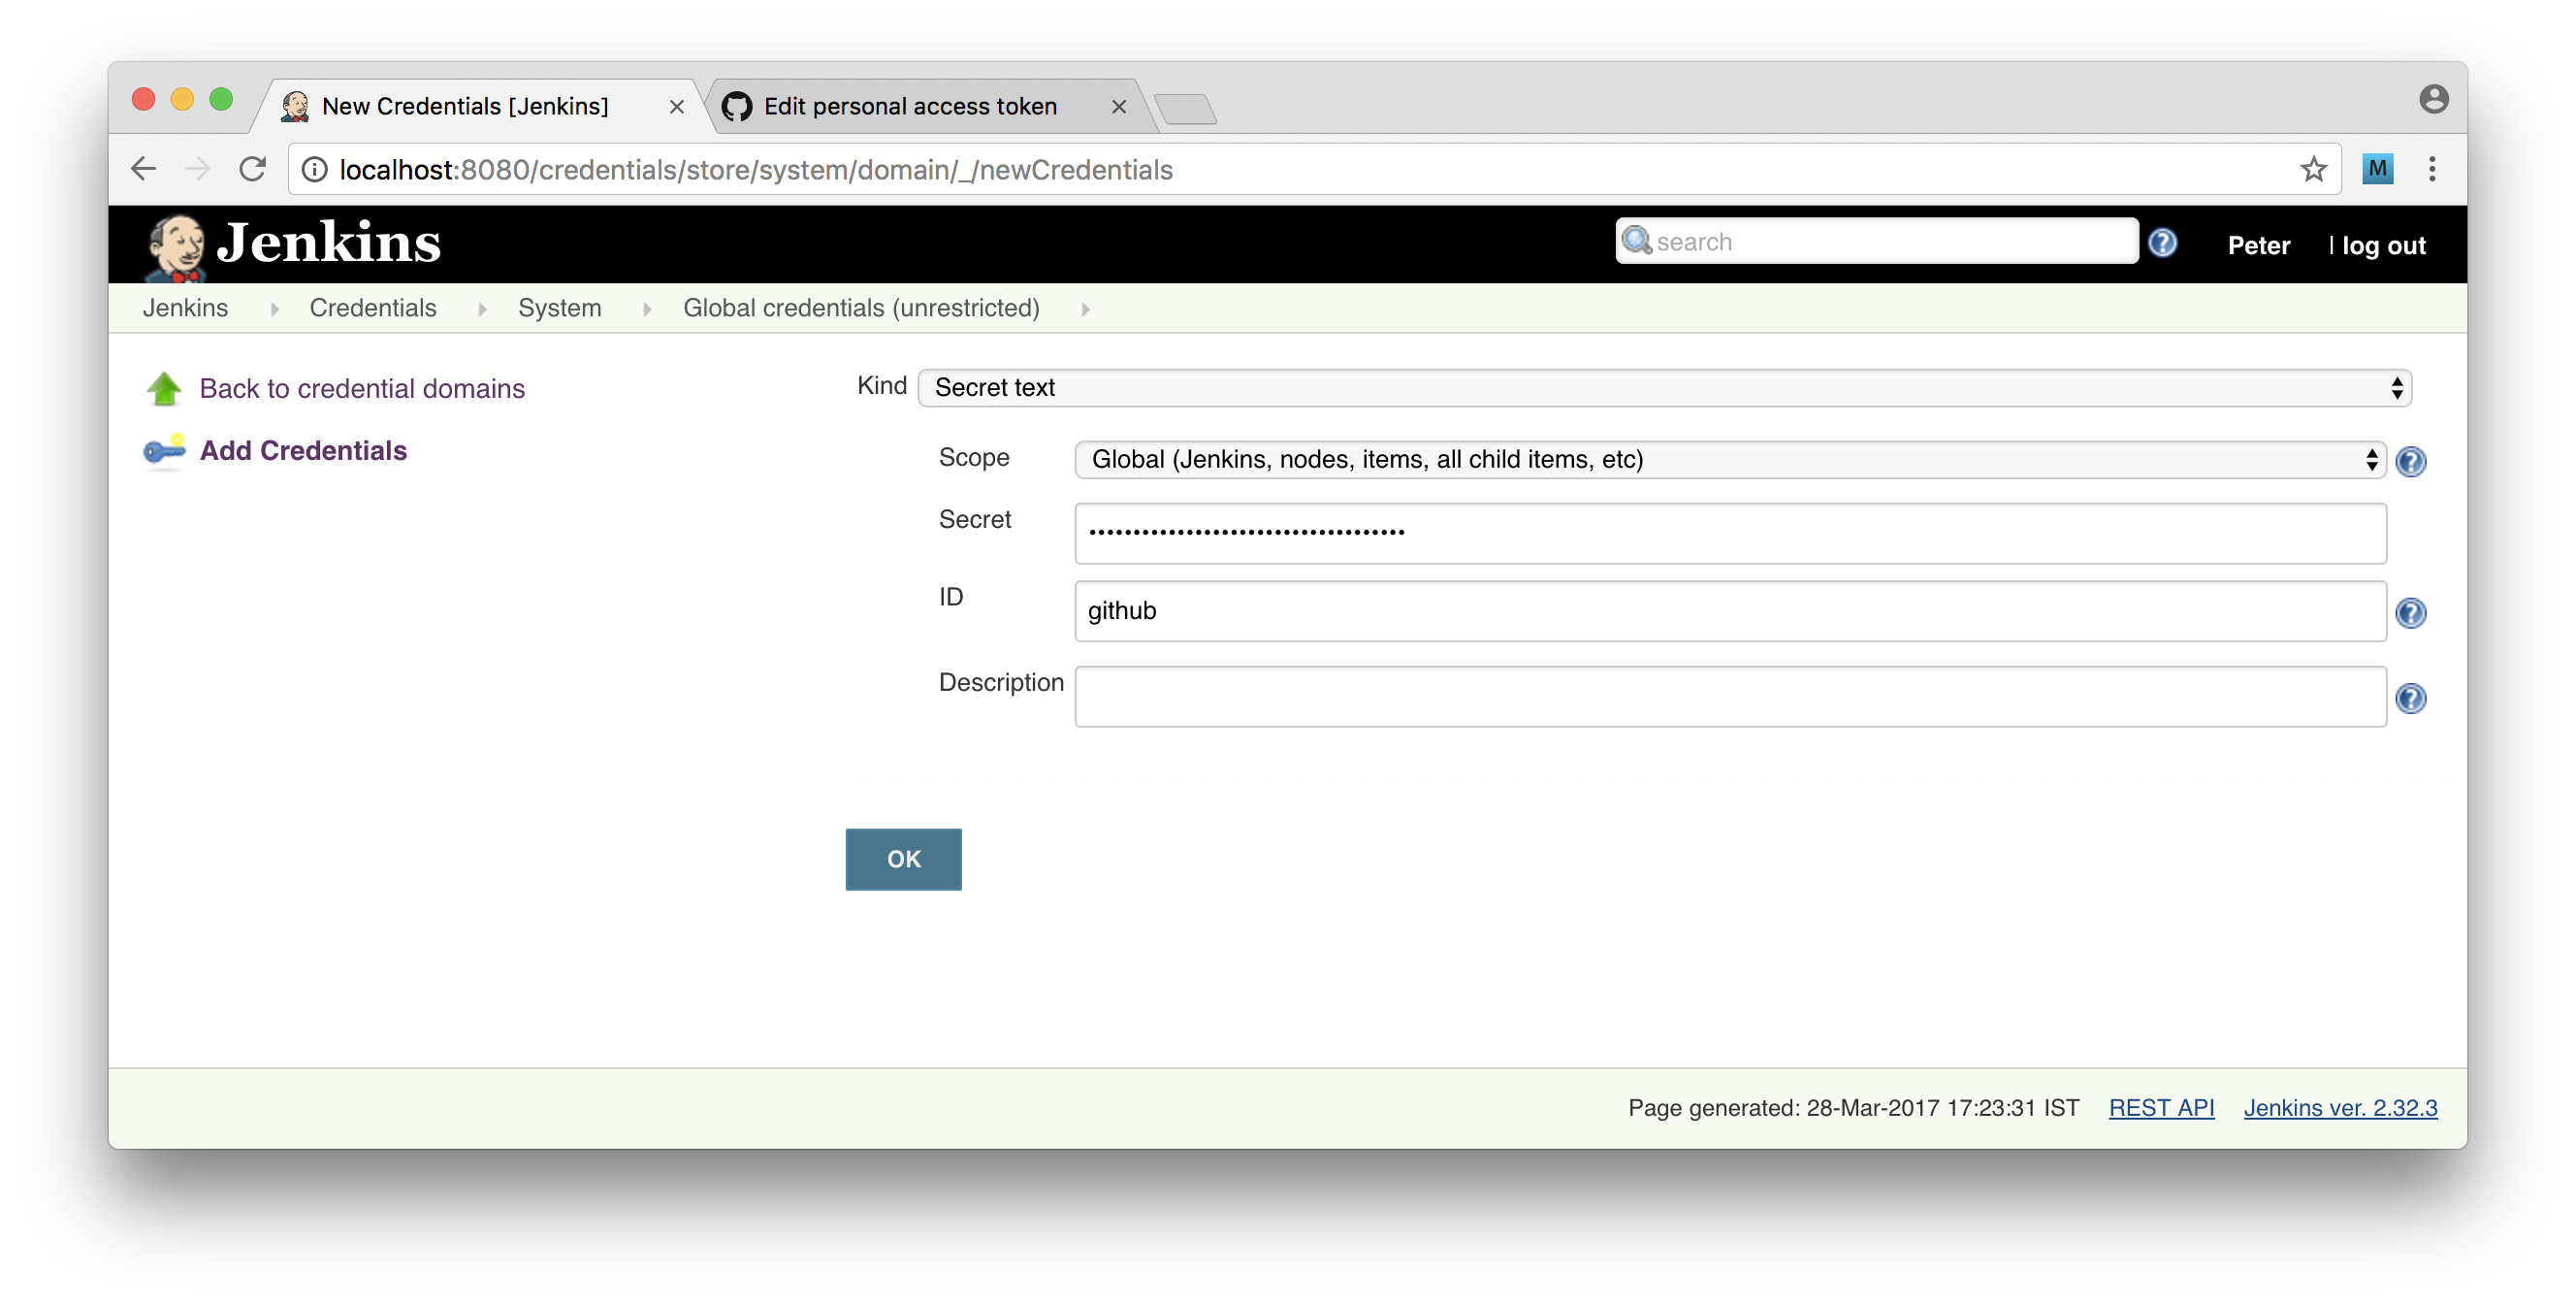 New Credentials [Jenkins]
Edit personal access token
localhost:8080/credentials/store/system/domain/_/newCredentials
M
Jenkins
search
?
Peter
| log out
Jenkins
Credentials
System
Global credentials (unrestricted)
Back to credential domains
Add Credentials
Kind
Secret text
Scope
Global (Jenkins, nodes, items, all child items, etc)
?
Secret
••••••••••••••••••••••••••••••••••••
ID
github
?
Description
?
OK
Page generated: 28-Mar-2017 17:23:31 IST
REST API
Jenkins ver. 2.32.3